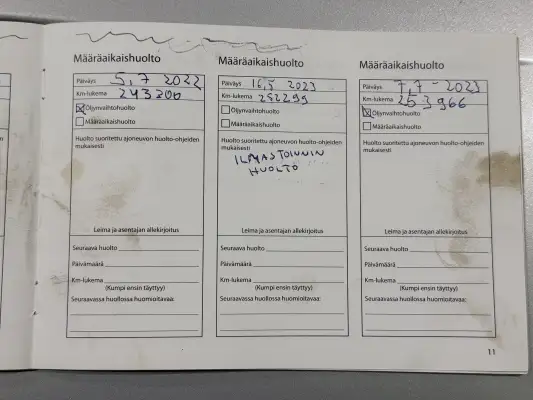 Määräaikaishuolto
Päiväys 5,7 2022
Km-lukema 243200
Öljynvaihtohuolto
Määräaikaishuolto
Huolto suoritettu ajoneuvon huolto-ohjeiden
mukaisesti
Leima ja asentajan allekirjoitus
Seuraava huolto
Päivämäärä
Km-lukema
(Kumpi ensin täyttyy)
Seuraavassa huollossa huomioitavaa:
Määräaikaishuolto
Päiväys 16,5 2023
Km-lukema 252299
Öljynvaihtohuolto
Määräaikaishuolto
Huolto suoritettu ajoneuvon huolto-ohjeiden
mukaisesti
ILMASTOINNIN
HUOLTO
Leima ja asentajan allekirjoitus
Seuraava huolto
Päivämäärä
Km-lukema
(Kumpi ensin täyttyy)
Seuraavassa huollossa huomioitavaa:
Määräaikaishuolto
Päiväys 7,7 - 2023
Km-lukema 253966
Öljynvaihtohuolto
Määräaikaishuolto
Huolto suoritettu ajoneuvon huolto-ohjeiden
mukaisesti
Leima ja asentajan allekirjoitus
Seuraava huolto
Päivämäärä
Km-lukema
(Kumpi ensin täyttyy)
Seuraavassa huollossa huomioitavaa:
11